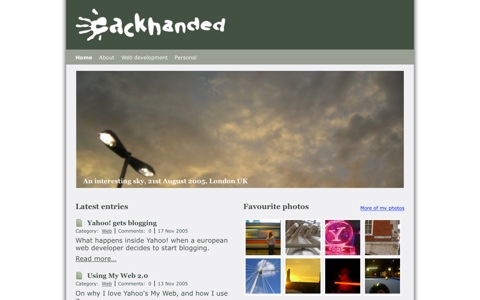 Backhanded
Home About Web development Personal
An interesting sky, 21st August 2005, London UK
Latest entries
Yahoo! gets blogging
Category: Web | Comments: 0 | 17 Nov 2005
What happens inside Yahoo! when a european
web developer decides to start blogging.
Read more...
Using My Web 2.0
Category: Web | Comments: 0 | 13 Nov 2005
On why I love Yahoo's My Web, and how I use
Favourite photos
More of my photos